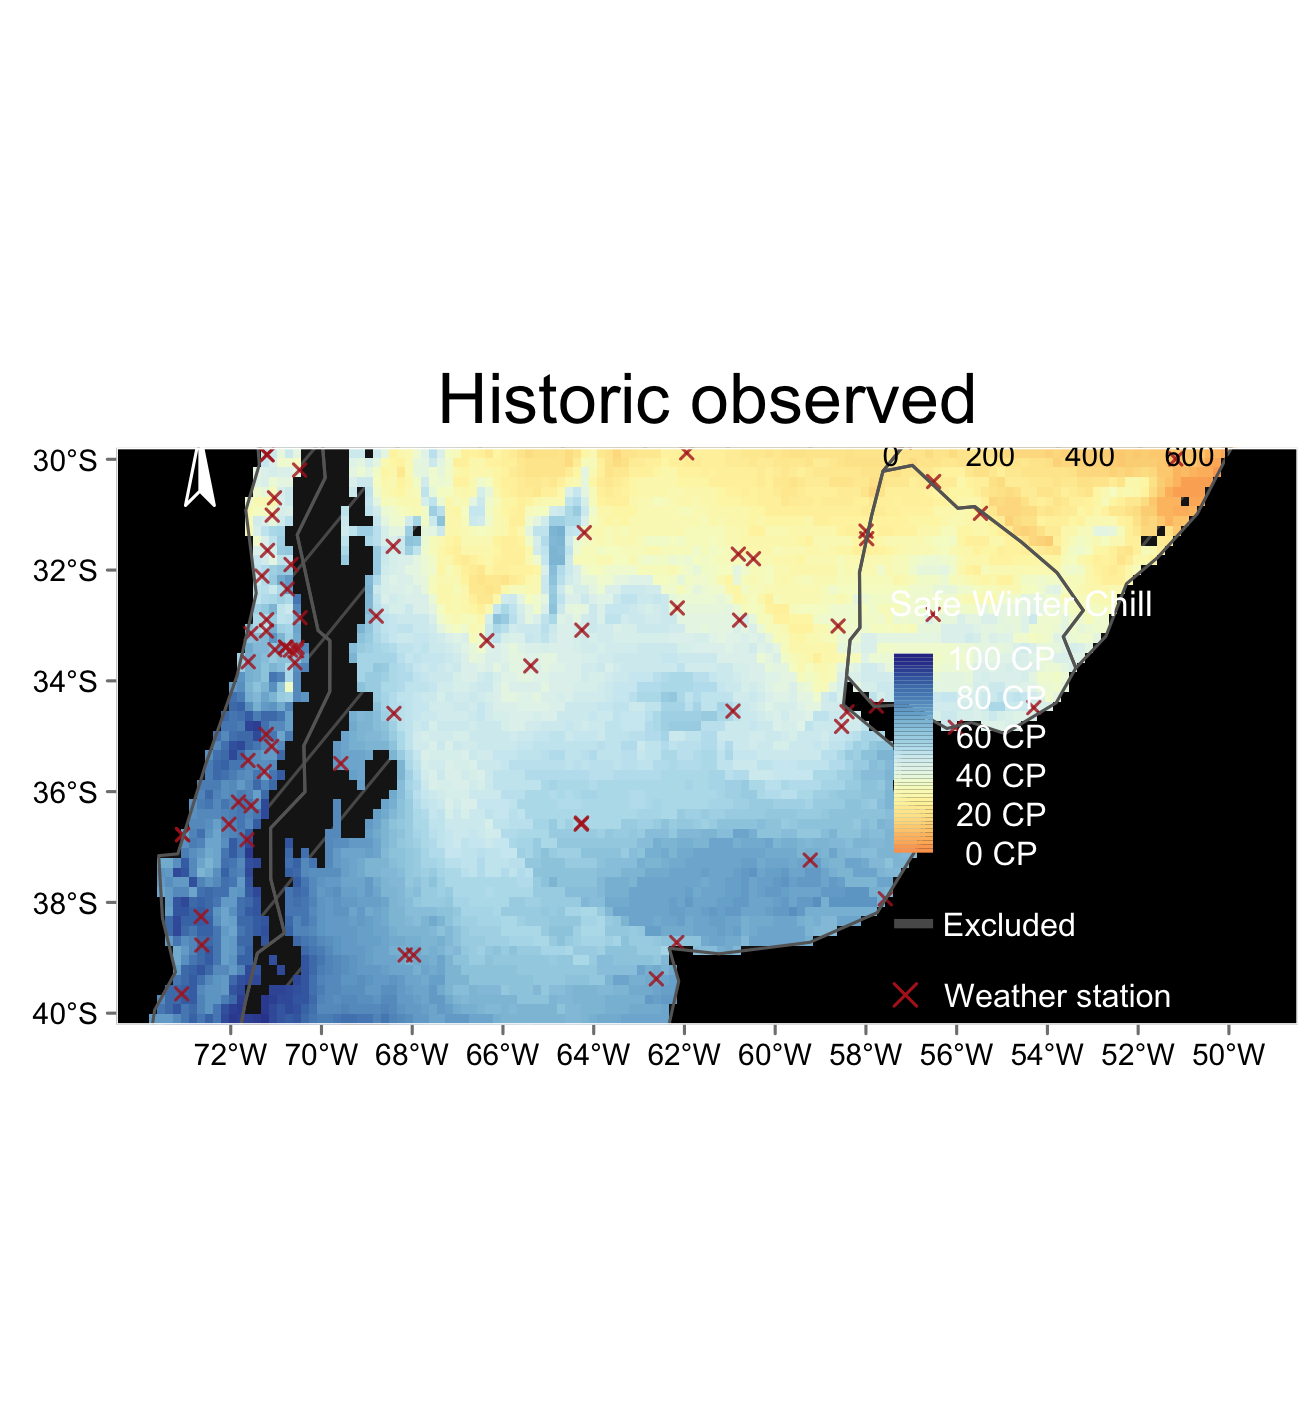 Historic observed
30°S
0 200 400 600
32°S
Safe Winter Chill
34°S
100 CP
80 CP
60 CP
36°S
40 CP
20 CP
0 CP
38°S
Excluded
Weather station
40°S
72°W 70°W 68°W 66°W 64°W 62°W 60°W 58°W 56°W 54°W 52°W 50°W